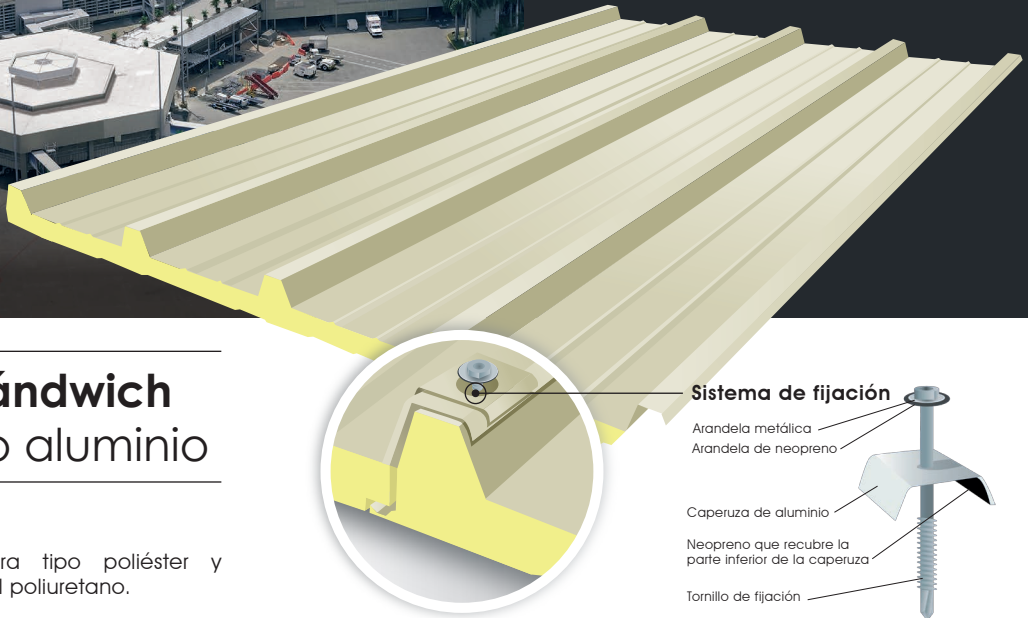 ándwich
o aluminio
ra tipo poliéster y
l poliuretano.
Sistema de fijación
Arandela metálica
Arandela de neopreno
Caperuza de aluminio
Neopreno que recubre la
parte inferior de la caperuza
Tornillo de fijación